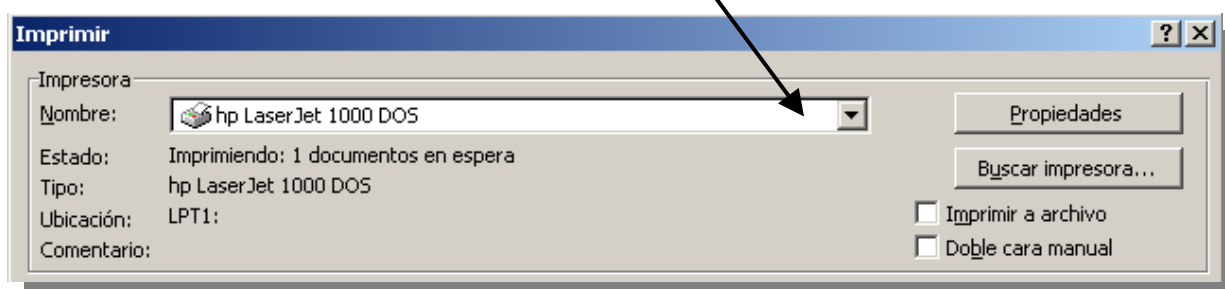 Imprimir
Impresora
Nombre: hp LaserJet 1000 DOS Propiedades
Estado: Imprimiendo: 1 documentos en espera Buscar impresora...
Tipo: hp LaserJet 1000 DOS
Ubicación: LPT1: Imprimir a archivo
Comentario: Doble cara manual